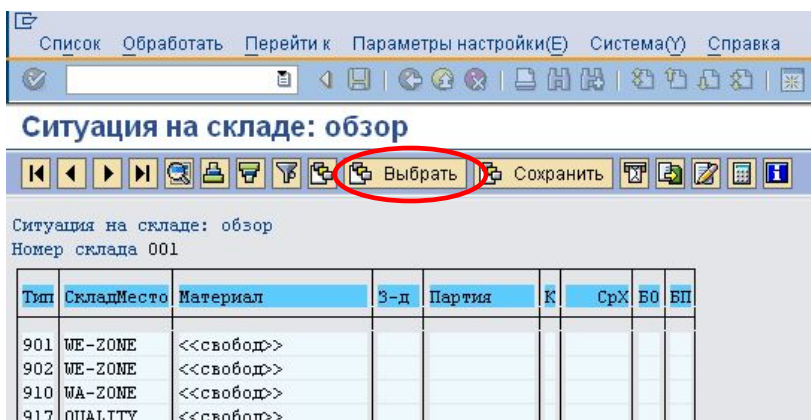 Список Обработать Перейти к Параметры настройки(E) Система(Y) Справка
Ситуация на складе: обзор
Выбрать Сохранить
Ситуация на складе: обзор
Номер склада 001
Тип СкладМесто Материал З-д Партия К СрХ БО БП
901 WE-ZONE <<свобод>>
902 WE-ZONE <<свобод>>
910 WA-ZONE <<свобод>>
917 QUALITY <<свобод>>